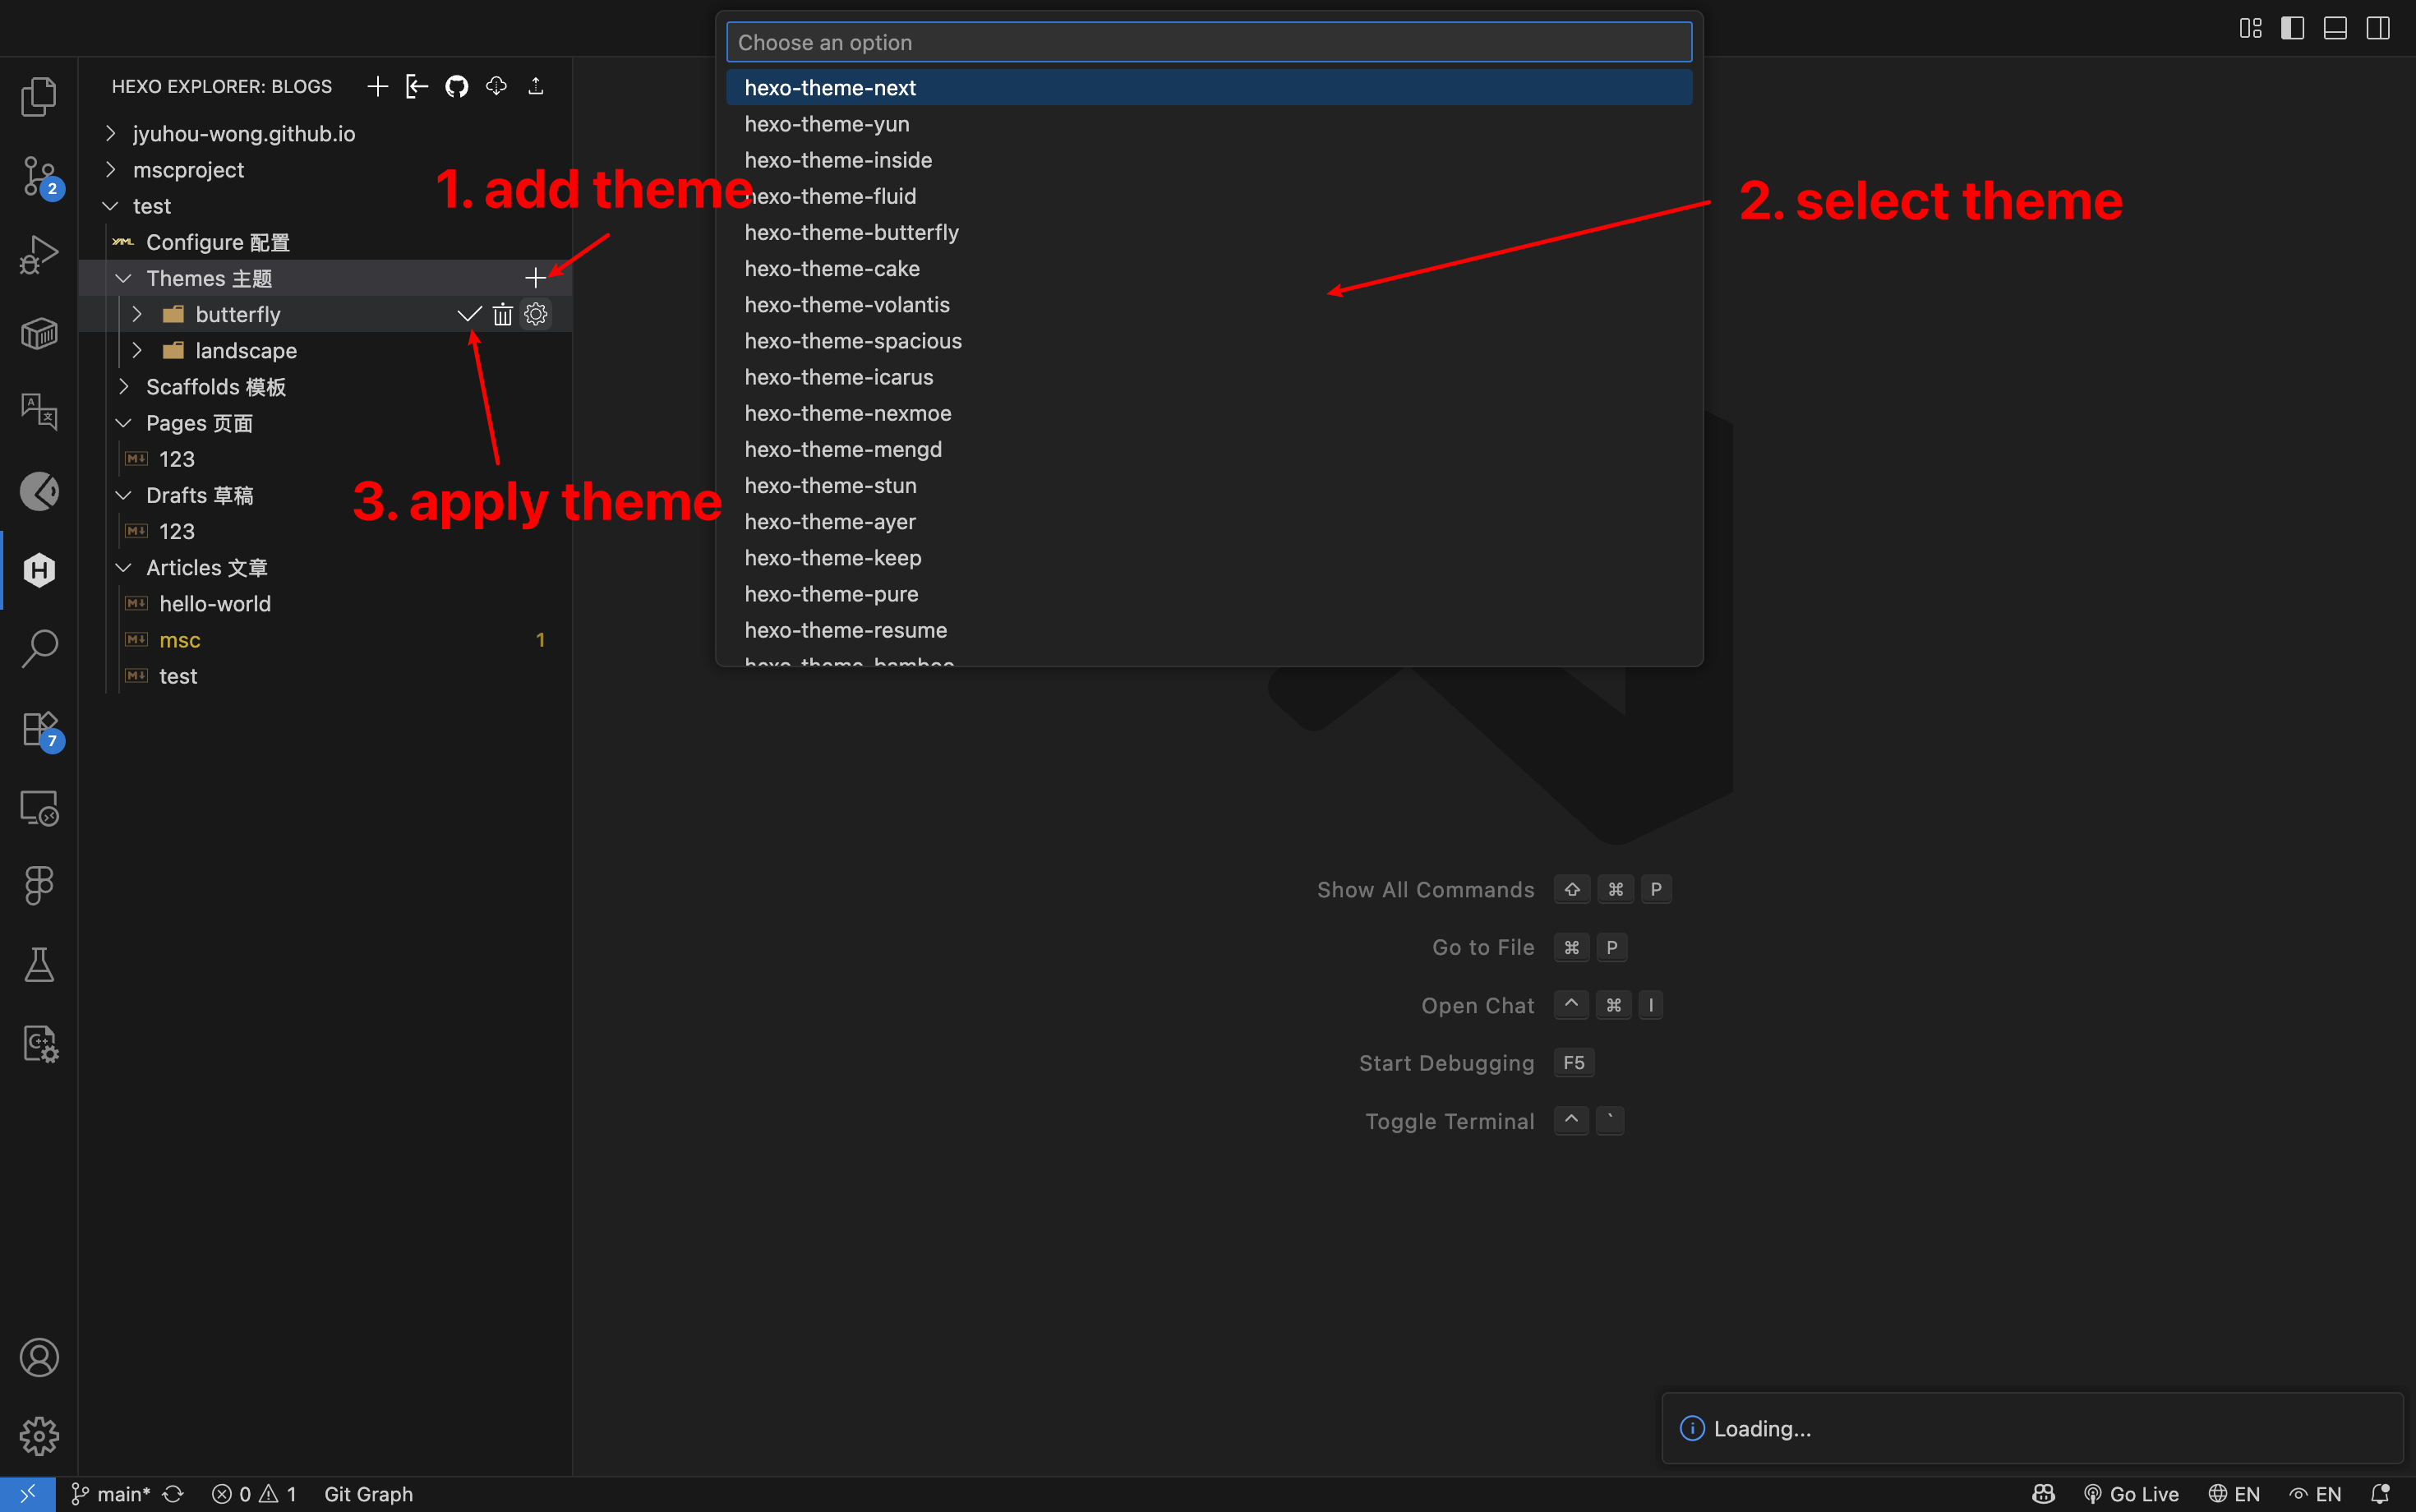 Choose an option
HEXO EXPLORER: BLOGS
hexo-theme-next
hexo-theme-yun
hexo-theme-inside
hexo-theme-fluid
hexo-theme-butterfly
hexo-theme-cake
hexo-theme-volantis
hexo-theme-spacious
hexo-theme-icarus
hexo-theme-nexmoe
hexo-theme-mengd
hexo-theme-stun
hexo-theme-ayer
hexo-theme-keep
hexo-theme-pure
hexo-theme-resume
hexo-theme-bamboo
jyuhou-wong.github.io
mscproject
test
YAML Configure 配置
Themes 主题
butterfly
landscape
Scaffolds 模板
Pages 页面
M↓ 123
Drafts 草稿
M↓ 123
Articles 文章
M↓ hello-world
M↓ msc 1
M↓ test
1. add theme
2. select theme
3. apply theme
2
A 文
H
7
C++
Show All Commands ⇧ ⌘ P
Go to File ⌘ P
Open Chat ^ ⌘ I
Start Debugging F5
Toggle Terminal ^ `
Loading...
main* 0 1 Git Graph
Go Live EN EN